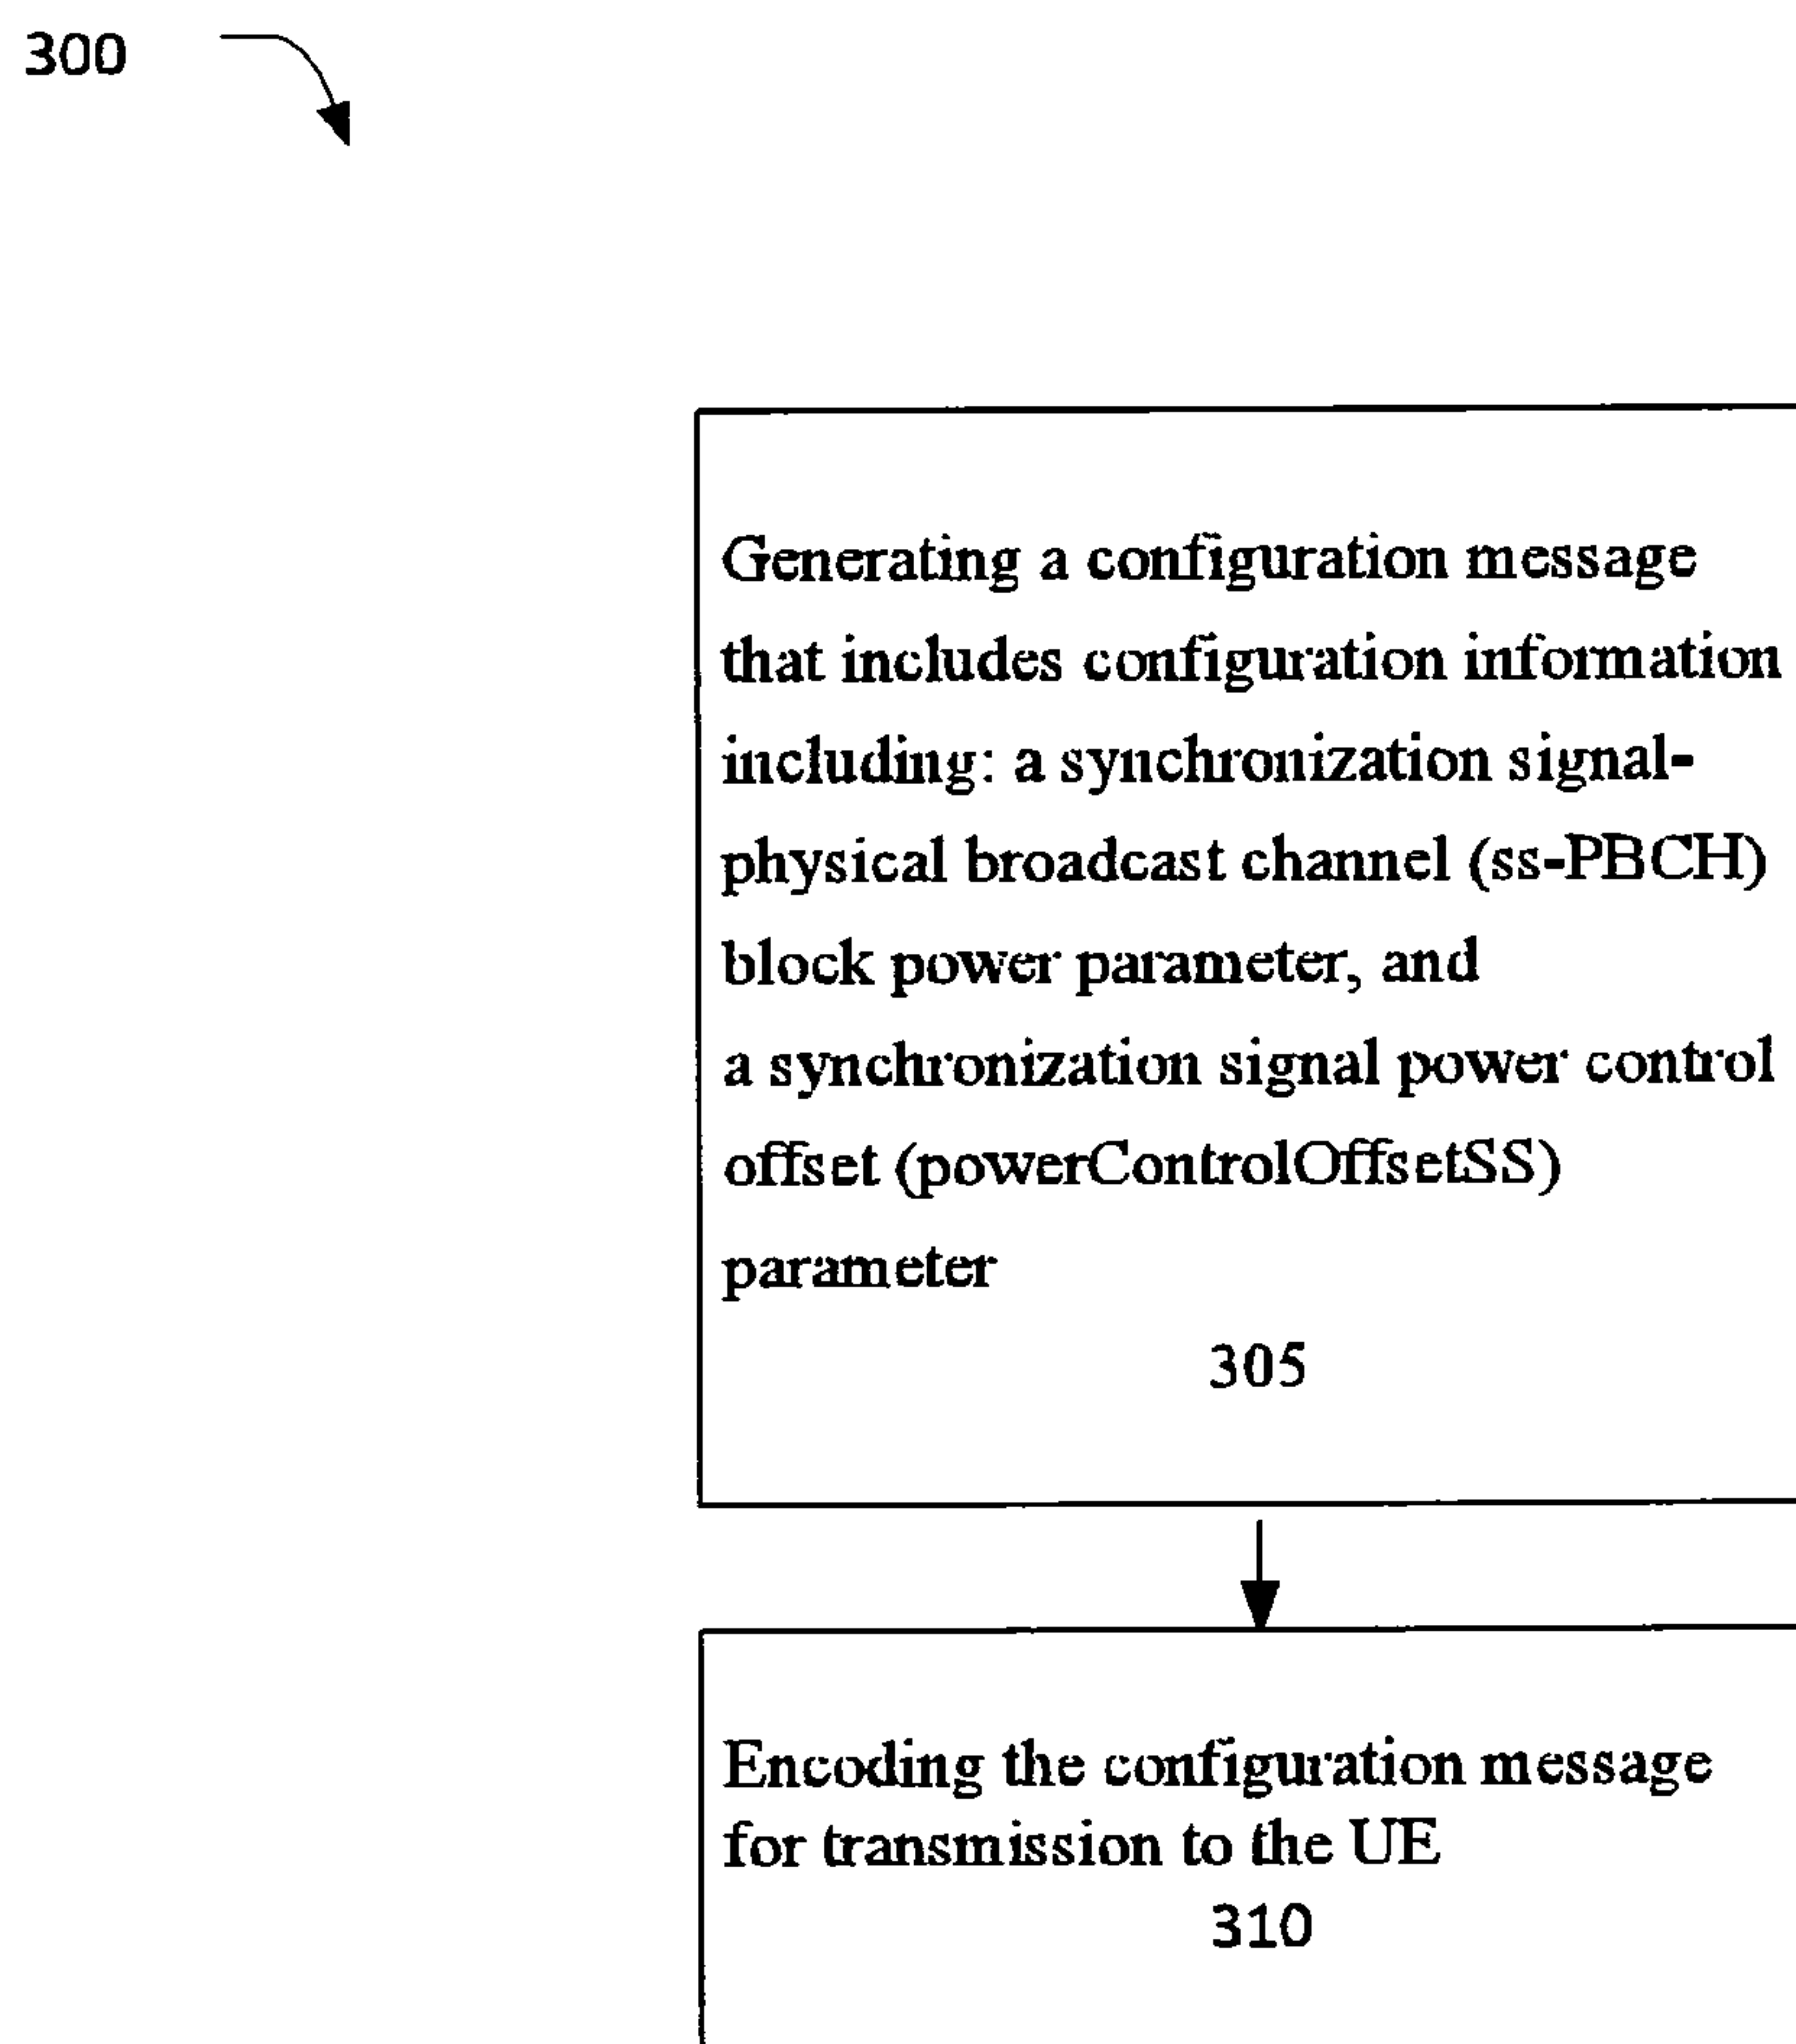 300
Generating a configuration message
that includes configuration information
including: a synchronization signal-
physical broadcast channel (ss-PBCH)
block power parameter, and
a synchronization signal power control
offset (powerControlOffsetSS)
parameter
305
Encoding the configuration message
for transmission to the UE
310